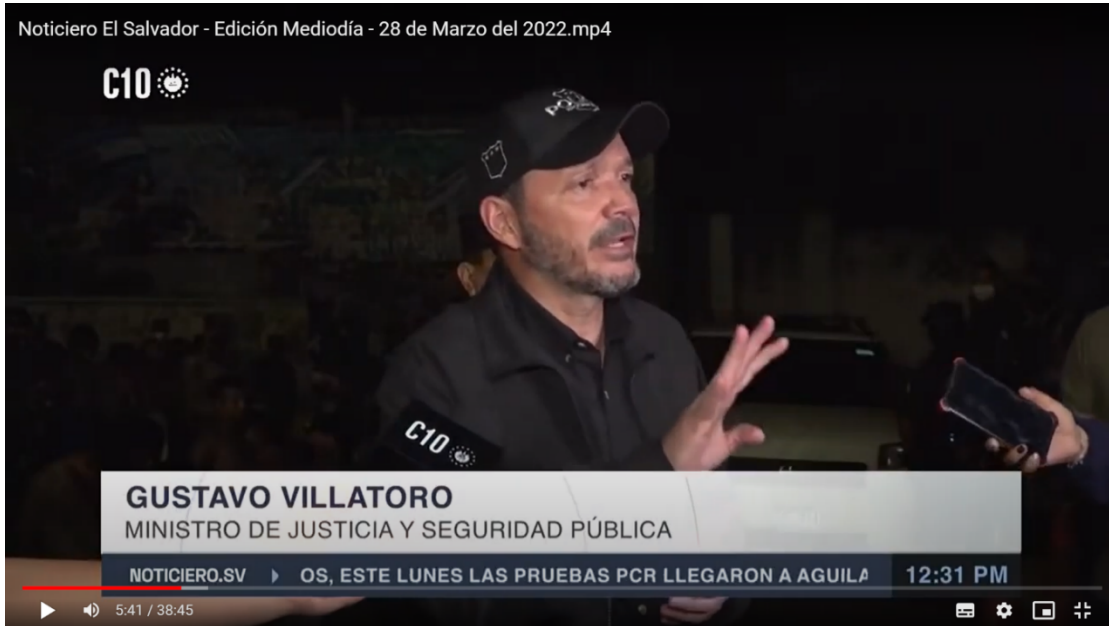 Noticiero El Salvador - Edición Mediodía - 28 de Marzo del 2022.mp4
C10
POLICIA
C10
GUSTAVO VILLATORO
MINISTRO DE JUSTICIA Y SEGURIDAD PÚBLICA
NOTICIERO.SV
OS, ESTE LUNES LAS PRUEBAS PCR LLEGARON A AGUILA
12:31 PM
5:41 / 38:45